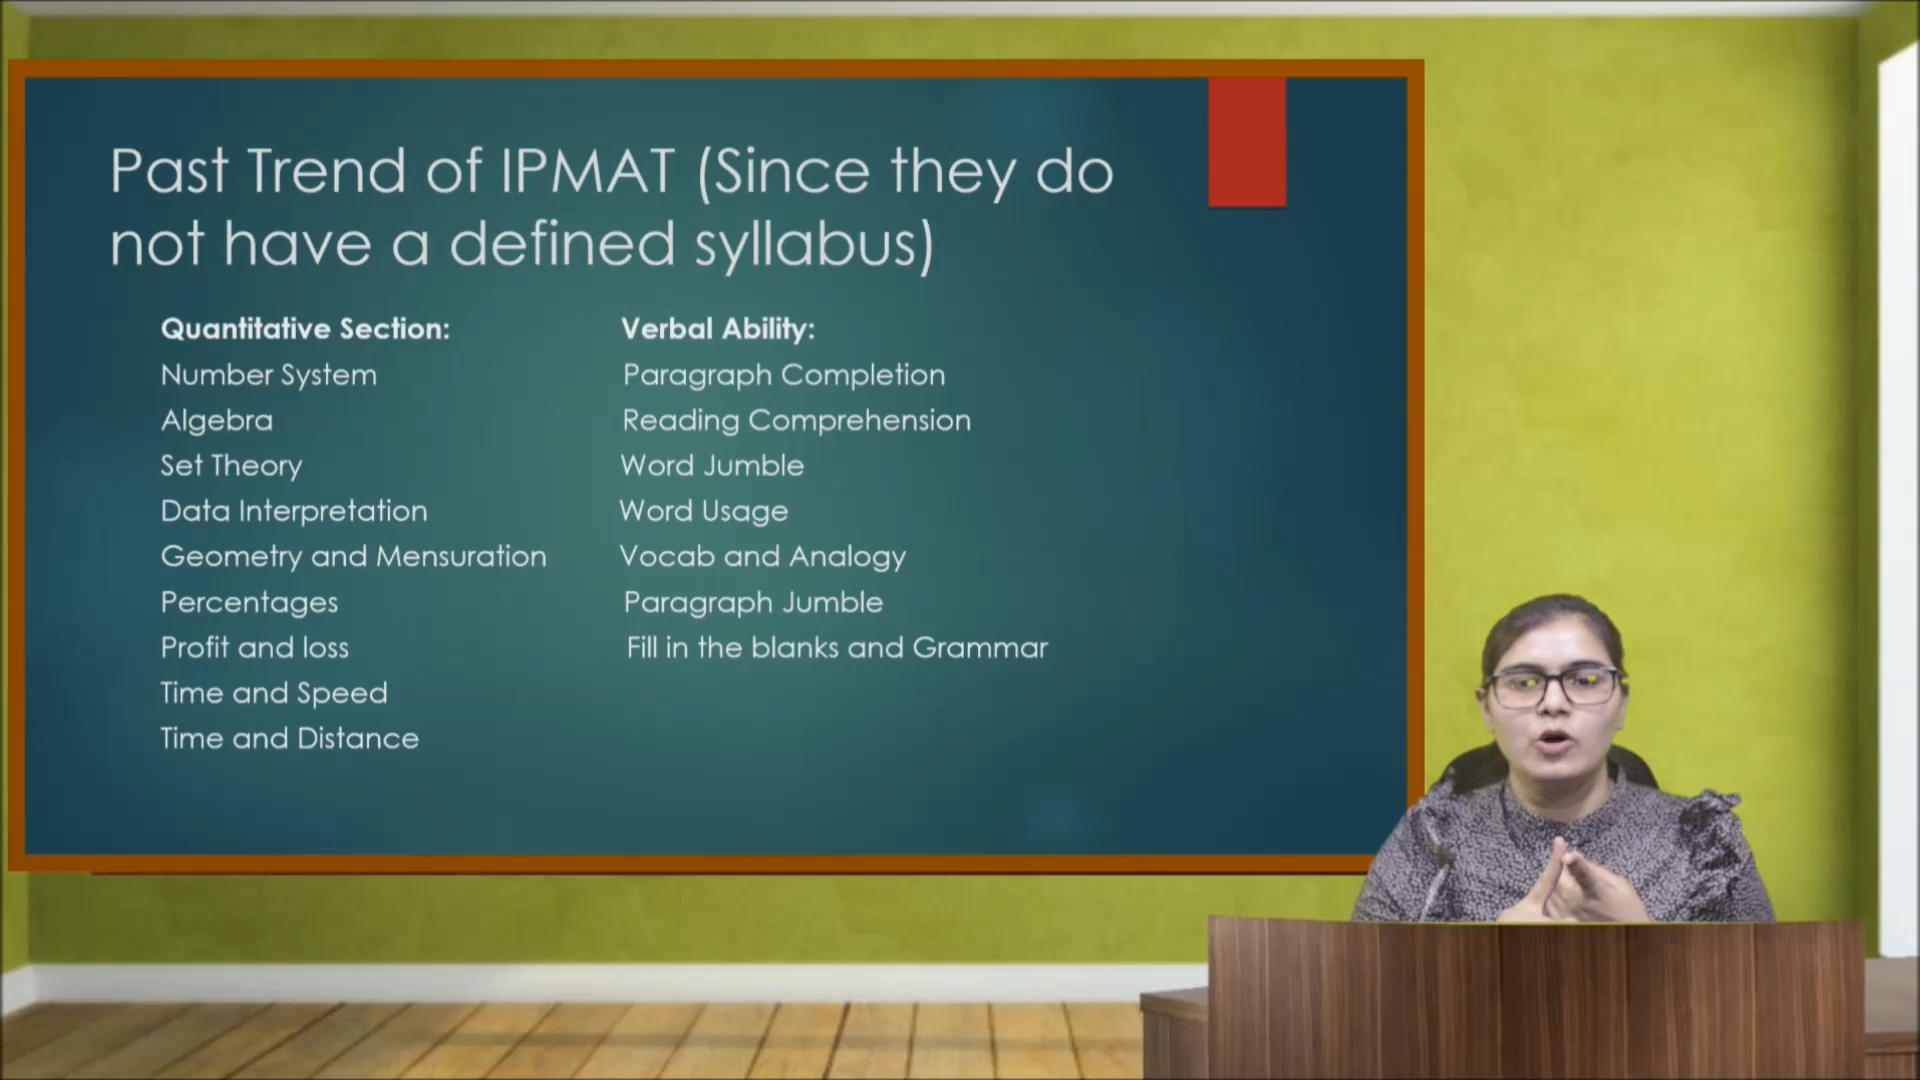 Past Trend of IPMAT (Since they do
not have a defined syllabus)
Quantitative Section:
Number System
Algebra
Set Theory
Data Interpretation
Geometry and Mensuration
Percentages
Profit and loss
Time and Speed
Time and Distance
Verbal Ability:
Paragraph Completion
Reading Comprehension
Word Jumble
Word Usage
Vocab and Analogy
Paragraph Jumble
Fill in the blanks and Grammar